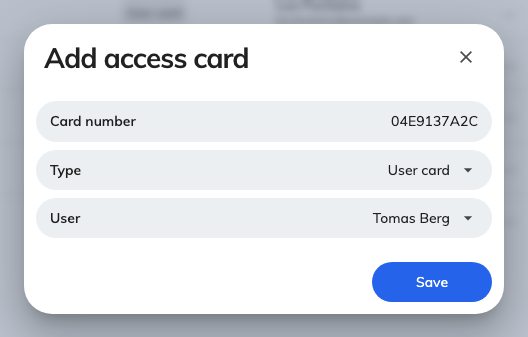 Add access card
Card number 04E9137A2C
Type User card
User Tomas Berg
Save